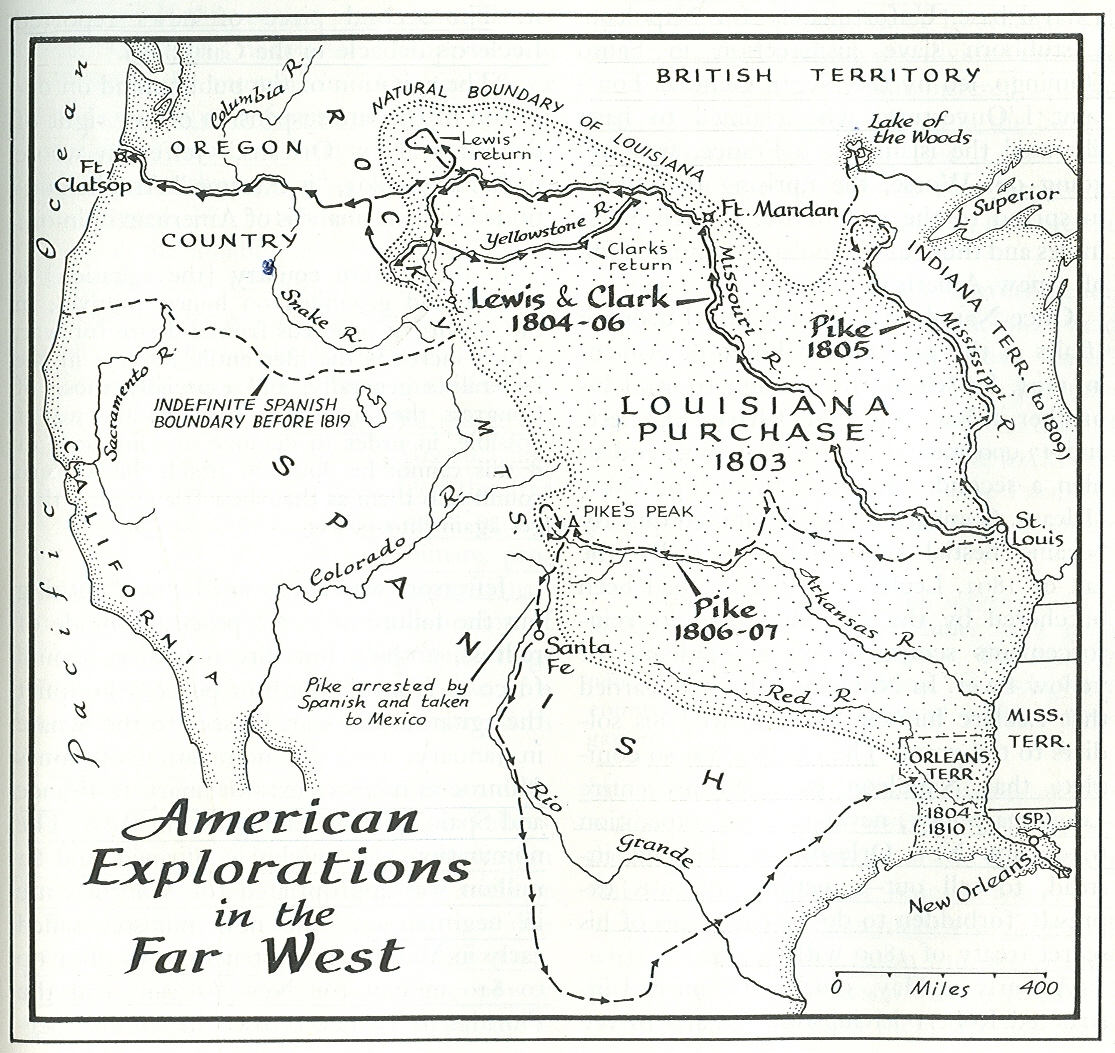 BRITISH TERRITORY
Columbia R.
NATURAL BOUNDARY OF LOUISIANA
Lake of
the Woods
OREGON
COUNTRY
Lewis'
return
Ft.
Clatsop
ROCKY MTS.
Ft. Mandan
L. Superior
Yellowstone R.
Clark's
return
INDIANA TERR. (to 1809)
Snake R.
Lewis & Clark
1804-06
Missouri R.
Pike
1805
Mississippi R.
Sacramento R.
INDEFINITE SPANISH
BOUNDARY BEFORE 1819
LOUISIANA
PURCHASE
1803
SPANISH
CALIFORNIA
Pacific Ocean
PIKE'S PEAK
St.
Louis
Colorado R.
Pike
1806-07
Arkansas R.
Santa
Fe
Pike arrested by
Spanish and taken
to Mexico
Red R.
MISS.
TERR.
ORLEANS
TERR.
1804
1810
(SP.)
Rio Grande
New Orleans
American
Explorations
in the
Far West
0 Miles 400